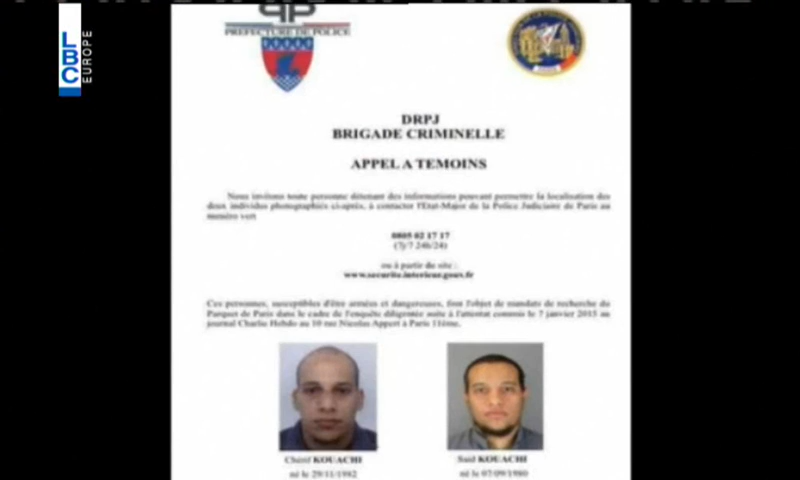 LBC
EUROPE
PREFECTURE DE POLICE
DRPJ
BRIGADE CRIMINELLE
APPEL A TEMOINS
Nous invitons toute personne détenant des informations pouvant permettre la localisation des
deux individus photographiés ci-après, à contacter l'Etat-Major de la Police Judiciaire de Paris au
numéro vert
0805 02 17 17
(7j/7 24h/24)
ou à partir du site :
www.securite.interieur.gouv.fr
Ces personnes, susceptibles d'être armées et dangereuses, font l'objet de mandats de recherche du
Parquet de Paris dans le cadre de l'enquête diligentée suite à l'attentat commis le 7 janvier 2015 au
journal Charlie Hebdo au 10 rue Nicolas Appert à Paris 11ème.
Chérif KOUACHI
Saïd KOUACHI
né le 29/11/1982
né le 07/09/1980